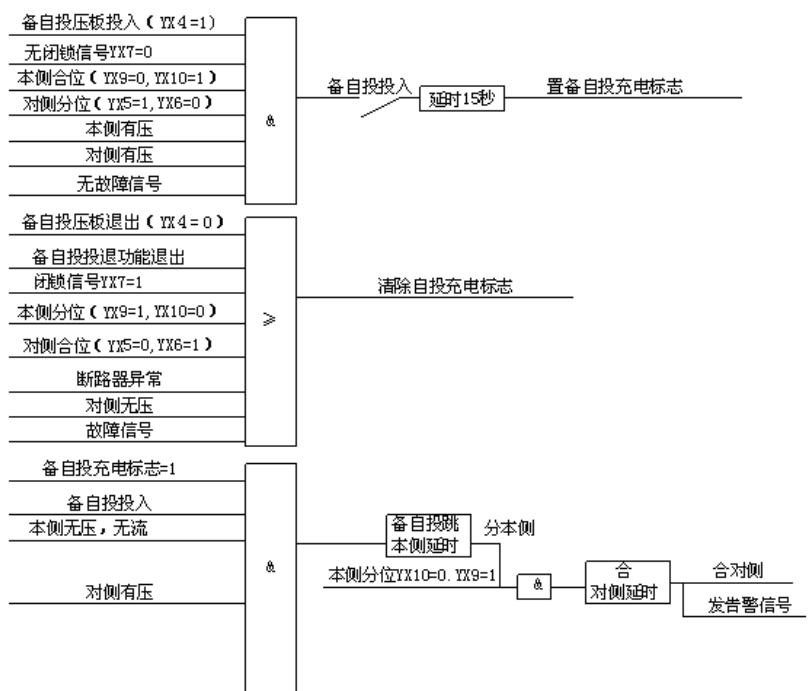 备自投压板投入（YX4=1）
无闭锁信号YX7=0
本侧合位（YX9=0,YX10=1）
对侧分位（YX5=1,YX6=0）
本侧有压
对侧有压
无故障信号
&
备自投投入
延时15秒
置备自投充电标志
备自投压板退出（YX4=0）
备自投投退功能退出
闭锁信号YX7=1
本侧分位（YX9=1,YX10=0）
对侧合位（YX5=0,YX6=1）
断路器异常
对侧无压
故障信号
≥
清除自投充电标志
备自投充电标志=1
备自投投入
本侧无压，无流
对侧有压
&
备自投跳
本侧延时
分本侧
本侧分位YX10=0.YX9=1
&
合
对侧延时
合对侧
发告警信号